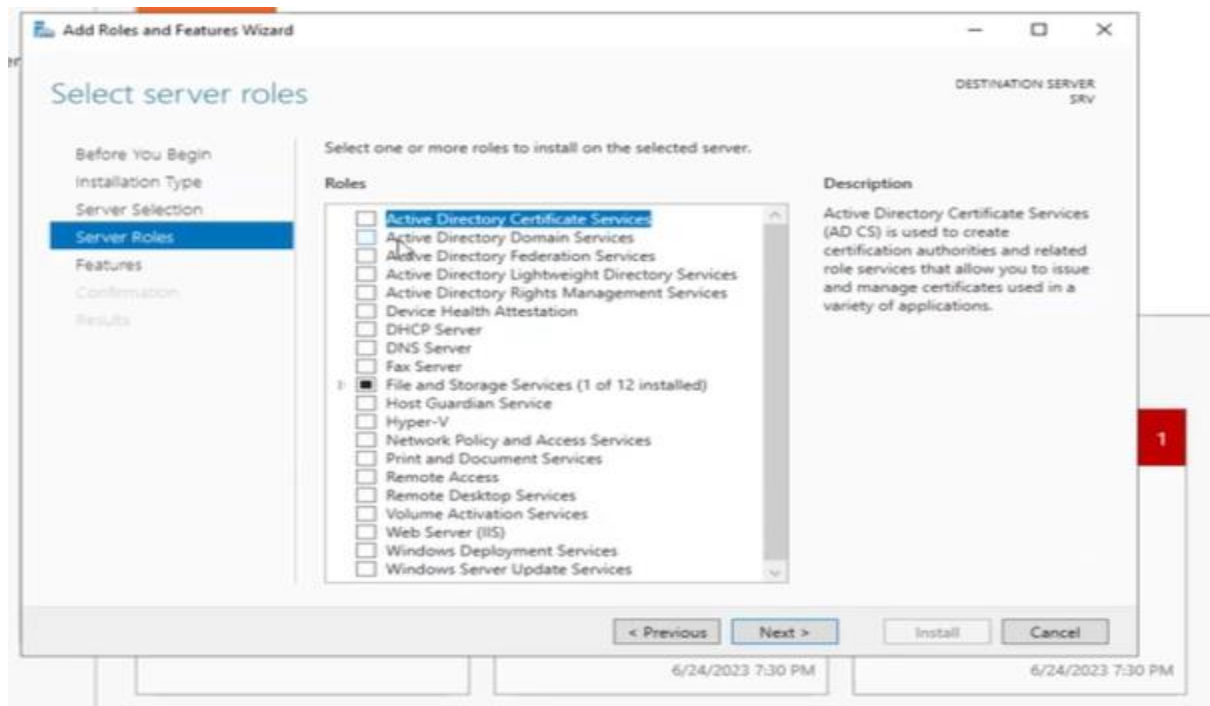 Add Roles and Features Wizard
Select server roles
DESTINATION SERVER
SRV
Before You Begin
Installation Type
Server Selection
Server Roles
Features
Confirmation
Results
Select one or more roles to install on the selected server.
Roles
Active Directory Certificate Services
Active Directory Domain Services
Active Directory Federation Services
Active Directory Lightweight Directory Services
Active Directory Rights Management Services
Device Health Attestation
DHCP Server
DNS Server
Fax Server
File and Storage Services (1 of 12 installed)
Host Guardian Service
Hyper-V
Network Policy and Access Services
Print and Document Services
Remote Access
Remote Desktop Services
Volume Activation Services
Web Server (IIS)
Windows Deployment Services
Windows Server Update Services
Description
Active Directory Certificate Services
(AD CS) is used to create
certification authorities and related
role services that allow you to issue
and manage certificates used in a
variety of applications.
1
< Previous
Next >
Install
Cancel
6/24/2023 7:30 PM
6/24/2023 7:30 PM